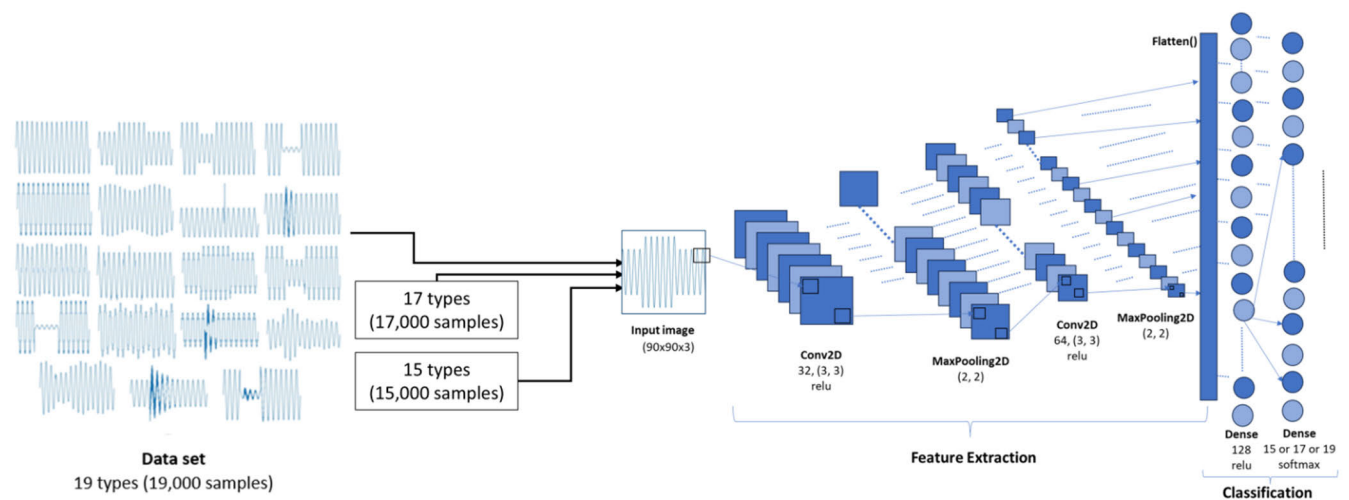 Data set
19 types (19,000 samples)
17 types
(17,000 samples)
15 types
(15,000 samples)
Input image
(90x90x3)
Conv2D
32, (3, 3)
relu
MaxPooling2D
(2, 2)
Conv2D
64, (3, 3)
relu
MaxPooling2D
(2, 2)
Flatten()
Feature Extraction
Dense
128
relu
Dense
15 or 17 or 19
softmax
Classification